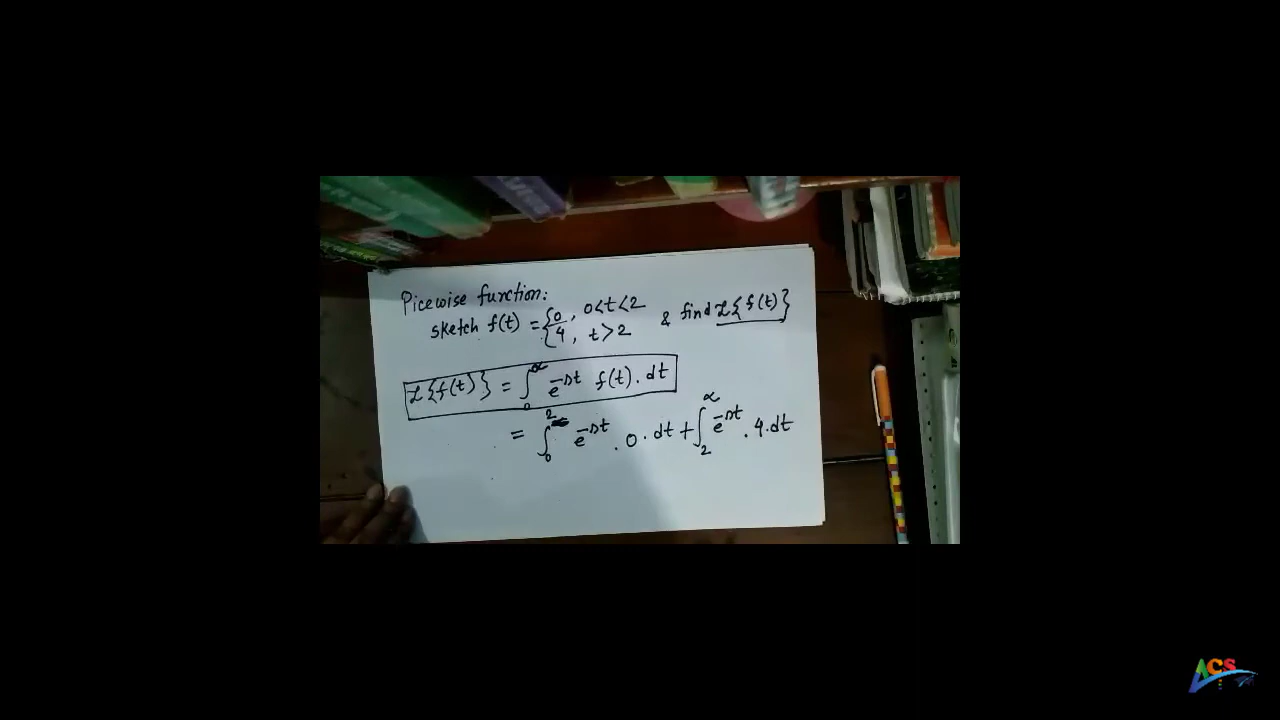 Picewise function:
sketch f(t) = {0, 0<t<2
4, t>2 & find L{f(t)}
L{f(t)} = ∫₀^∝ e^-st f(t). dt
= ∫₀² e^-st . 0. dt + ∫₂^∝ e^-st . 4.dt
ACS